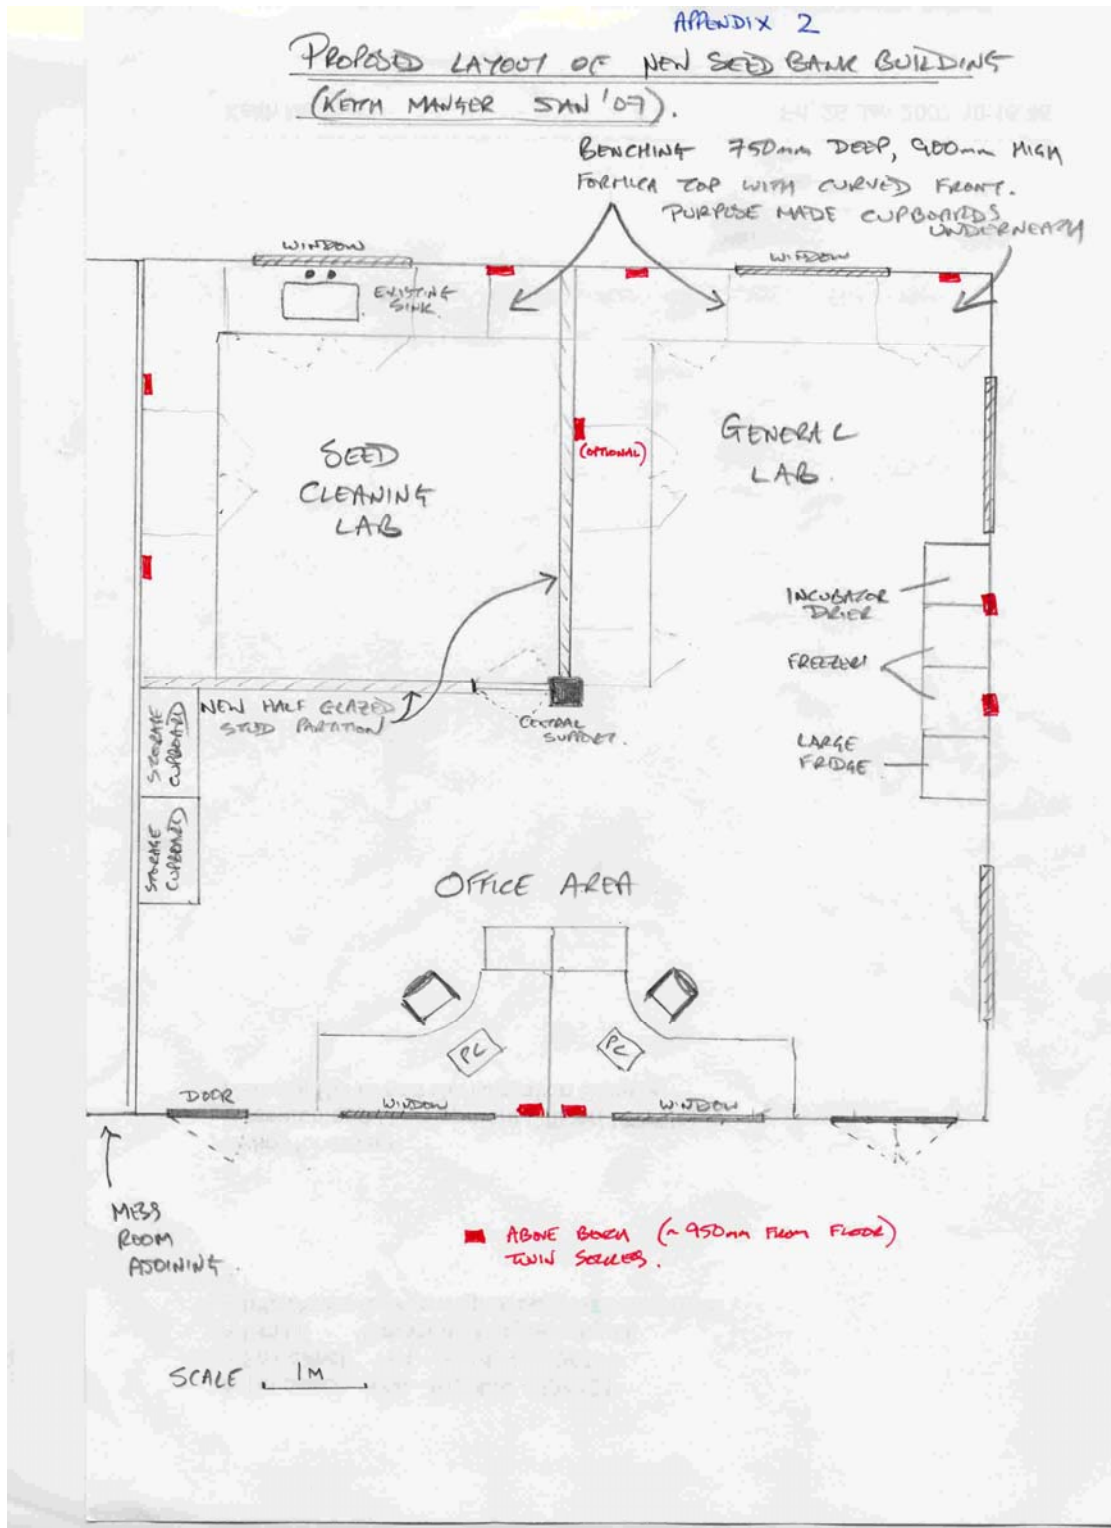 APPENDIX 2
PROPOSED LAYOUT OF NEW SEED BANK BUILDING
(KEITH MANGER JAN '07).
BENCHING 750mm DEEP, 900mm HIGH
FORMICA TOP WITH CURVED FRONT.
PURPOSE MADE CUPBOARDS
UNDERNEATH
WINDOW
WINDOW
EXISTING
SINK
SEED
CLEANING
LAB
(OPTIONAL)
GENERAL
LAB.
INCUBATOR
DRIER
FREEZERS
LARGE
FRIDGE
NEW HALF GLAZED
STUD PARTATION
CENTRAL
SUPPORT.
STORAGE
CUPBOARD
STORAGE
CUPBOARD
OFFICE AREA
PC
PC
DOOR
WINDOW
WINDOW
MESS
ROOM
ADJOINING.
ABOVE BENCH (~950mm FROM FLOOR)
TWIN SOCKETS.
SCALE 1M